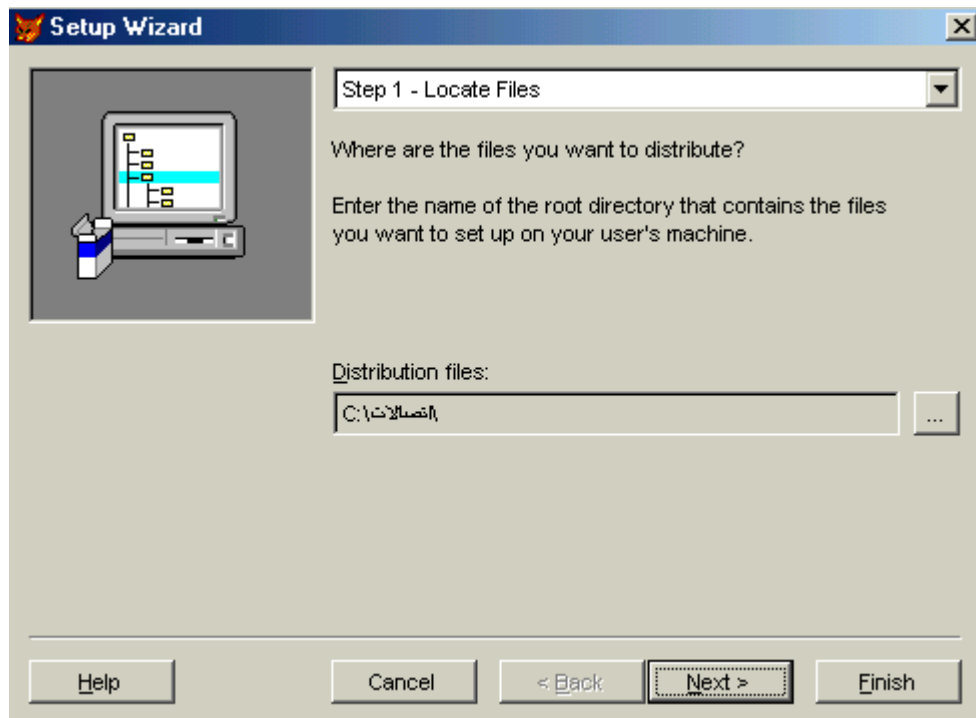 Setup Wizard
Step 1 - Locate Files
Where are the files you want to distribute?
Enter the name of the root directory that contains the files
you want to set up on your user's machine.
Distribution files:
C:\اتصالات\
...
Help
Cancel
< Back
Next >
Finish